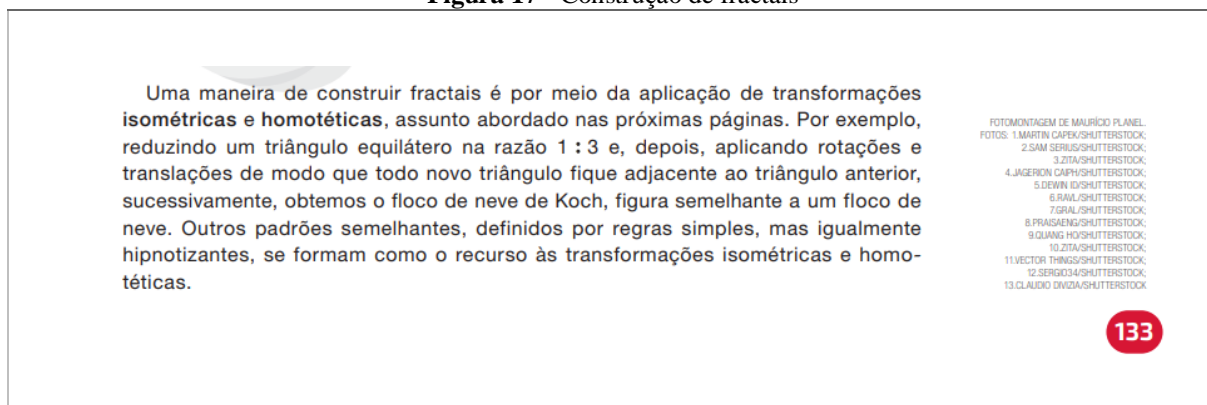 Figura 17 - Construção de fractais
Uma maneira de construir fractais é por meio da aplicação de transformações
isométricas e homotéticas, assunto abordado nas próximas páginas. Por exemplo,
reduzindo um triângulo equilátero na razão 1 : 3 e, depois, aplicando rotações e
translações de modo que todo novo triângulo fique adjacente ao triângulo anterior,
sucessivamente, obtemos o floco de neve de Koch, figura semelhante a um floco de
neve. Outros padrões semelhantes, definidos por regras simples, mas igualmente
hipnotizantes, se formam como o recurso às transformações isométricas e homo-
téticas.
FOTOMONTAGEM DE MAURÍCIO PLANEL.
FOTOS: 1.MARTIN CAPEK/SHUTTERSTOCK;
2.SAM SERIUS/SHUTTERSTOCK;
3.ZITA/SHUTTERSTOCK;
4.JAGERION CAIPH/SHUTTERSTOCK;
5.DEWIN ID/SHUTTERSTOCK;
6.RAVL/SHUTTERSTOCK;
7.GRAL/SHUTTERSTOCK;
8.PRAISAENG/SHUTTERSTOCK;
9.QUANG HO/SHUTTERSTOCK;
10.ZITA/SHUTTERSTOCK;
11.VECTOR THINGS/SHUTTERSTOCK;
12.SERGIO34/SHUTTERSTOCK;
13.CLAUDIO DIVIZIA/SHUTTERSTOCK
133